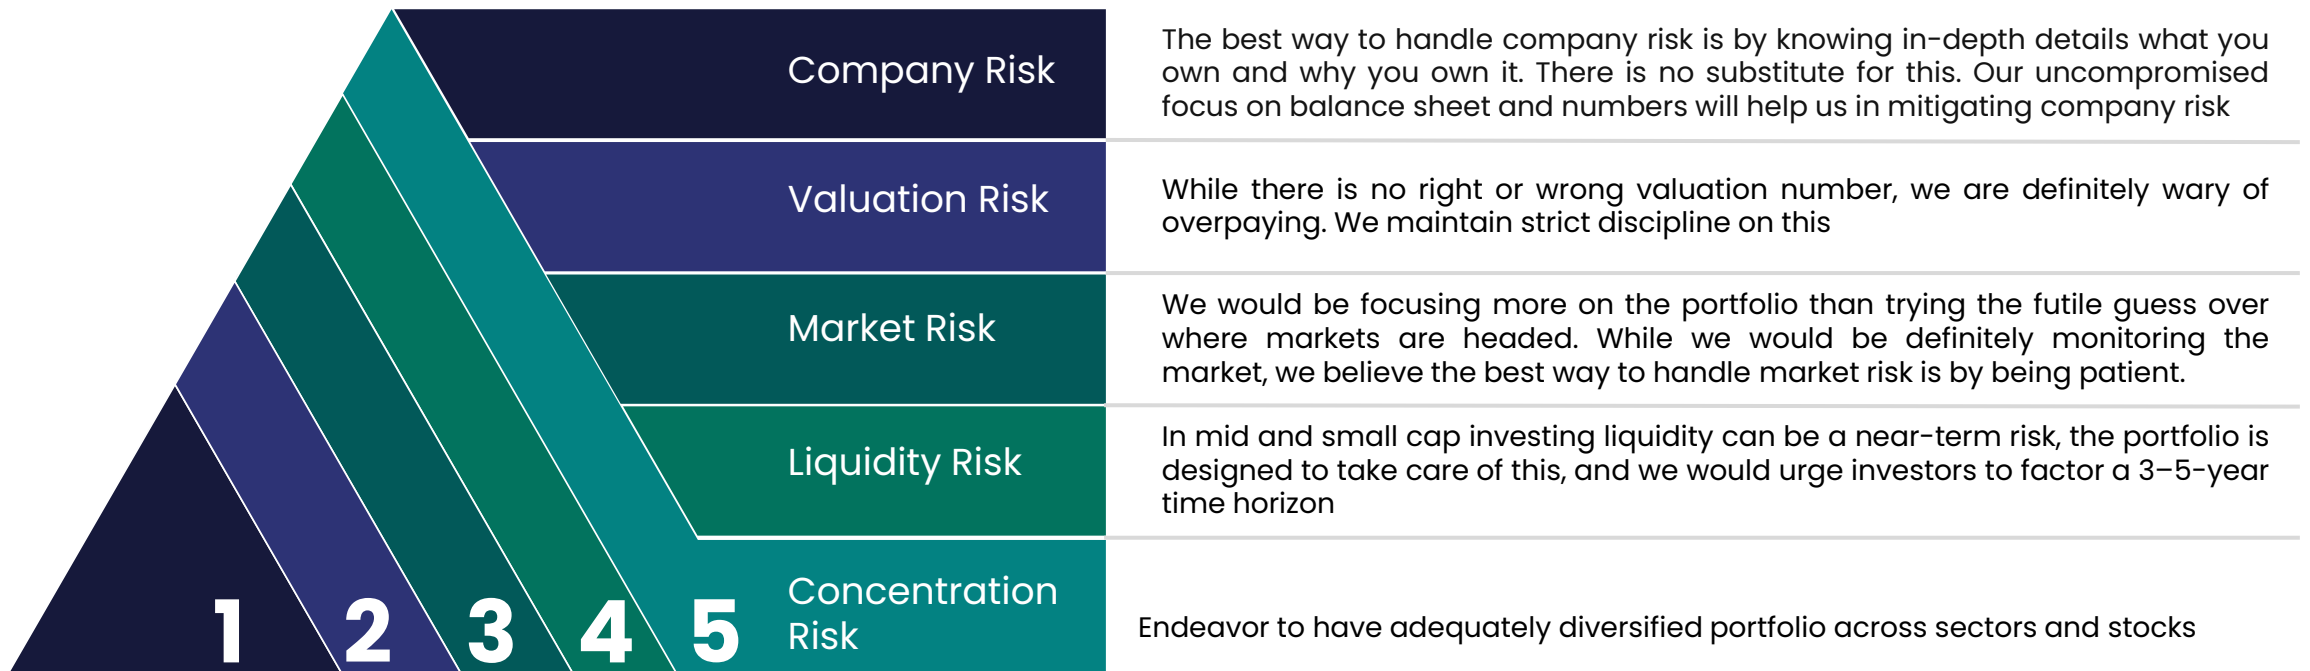 Company Risk
The best way to handle company risk is by knowing in-depth details what you
own and why you own it. There is no substitute for this. Our uncompromised
focus on balance sheet and numbers will help us in mitigating company risk
Valuation Risk
While there is no right or wrong valuation number, we are definitely wary of
overpaying. We maintain strict discipline on this
Market Risk
We would be focusing more on the portfolio than trying the futile guess over
where markets are headed. While we would be definitely monitoring the
market, we believe the best way to handle market risk is by being patient.
Liquidity Risk
In mid and small cap investing liquidity can be a near-term risk, the portfolio is
designed to take care of this, and we would urge investors to factor a 3–5-year
time horizon
1 2 3 4 5
Concentration
Risk
Endeavor to have adequately diversified portfolio across sectors and stocks